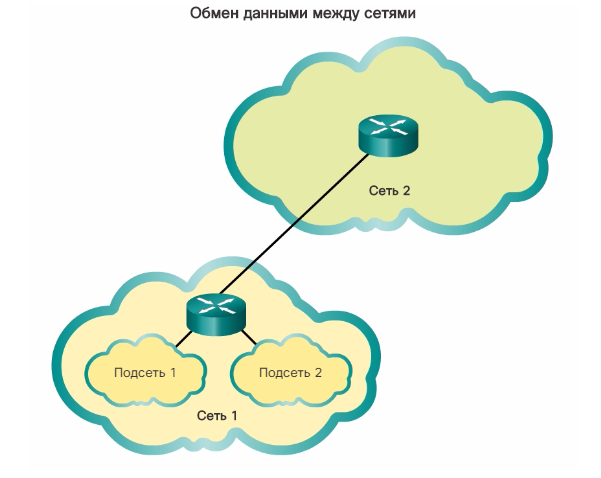 Обмен данными между сетями
Сеть 2
Подсеть 1
Подсеть 2
Сеть 1